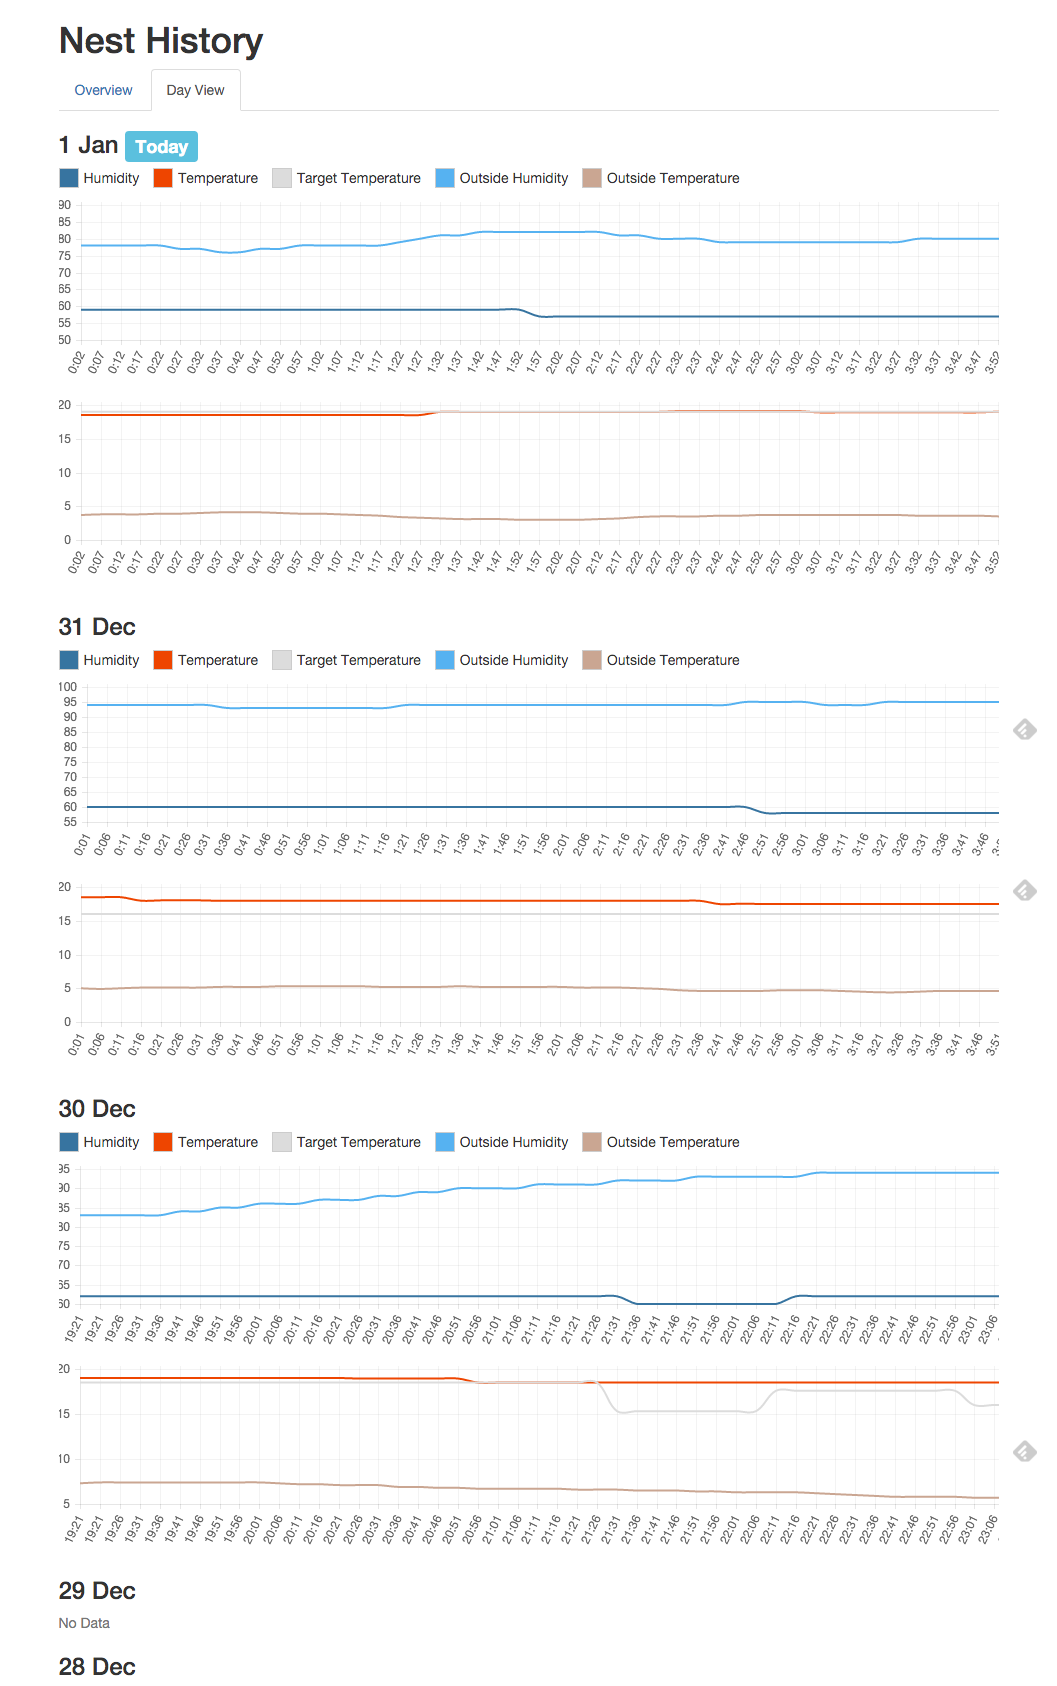 Nest History
Overview Day View
1 Jan Today
Humidity Temperature Target Temperature Outside Humidity Outside Temperature
90
85
80
75
70
65
60
55
50
0:02 0:07 0:12 0:17 0:22 0:27 0:32 0:37 0:42 0:47 0:52 0:57 1:02 1:07 1:12 1:17 1:22 1:27 1:32 1:37 1:42 1:47 1:52 1:57 2:02 2:07 2:12 2:17 2:22 2:27 2:32 2:37 2:42 2:47 2:52 2:57 3:02 3:07 3:12 3:17 3:22 3:27 3:32 3:37 3:42 3:47 3:52
20
15
10
5
0
0:02 0:07 0:12 0:17 0:22 0:27 0:32 0:37 0:42 0:47 0:52 0:57 1:02 1:07 1:12 1:17 1:22 1:27 1:32 1:37 1:42 1:47 1:52 1:57 2:02 2:07 2:12 2:17 2:22 2:27 2:32 2:37 2:42 2:47 2:52 2:57 3:02 3:07 3:12 3:17 3:22 3:27 3:32 3:37 3:42 3:47 3:52
31 Dec
Humidity Temperature Target Temperature Outside Humidity Outside Temperature
100
95
90
85
80
75
70
65
60
55
0:01 0:06 0:11 0:16 0:21 0:26 0:31 0:36 0:41 0:46 0:51 0:56 1:01 1:06 1:11 1:16 1:21 1:26 1:31 1:36 1:41 1:46 1:51 1:56 2:01 2:06 2:11 2:16 2:21 2:26 2:31 2:36 2:41 2:46 2:51 2:56 3:01 3:06 3:11 3:16 3:21 3:26 3:31 3:36 3:41 3:46
20
15
10
5
0
0:01 0:06 0:11 0:16 0:21 0:26 0:31 0:36 0:41 0:46 0:51 0:56 1:01 1:06 1:11 1:16 1:21 1:26 1:31 1:36 1:41 1:46 1:51 1:56 2:01 2:06 2:11 2:16 2:21 2:26 2:31 2:36 2:41 2:46 2:51 2:56 3:01 3:06 3:11 3:16 3:21 3:26 3:31 3:36 3:41 3:46 3:51
30 Dec
Humidity Temperature Target Temperature Outside Humidity Outside Temperature
95
90
85
80
75
70
65
60
19:21 19:21 19:26 19:31 19:36 19:41 19:46 19:51 19:56 20:01 20:06 20:11 20:16 20:21 20:26 20:31 20:36 20:41 20:46 20:51 20:56 21:01 21:06 21:11 21:16 21:21 21:26 21:31 21:36 21:41 21:46 21:51 21:56 22:01 22:06 22:11 22:16 22:21 22:26 22:31 22:36 22:41 22:46 22:51 22:56 23:01 23:06
20
15
10
5
19:21 19:21 19:26 19:31 19:36 19:41 19:46 19:51 19:56 20:01 20:06 20:11 20:16 20:21 20:26 20:31 20:36 20:41 20:46 20:51 20:56 21:01 21:06 21:11 21:16 21:21 21:26 21:31 21:36 21:41 21:46 21:51 21:56 22:01 22:06 22:11 22:16 22:21 22:26 22:31 22:36 22:41 22:46 22:51 22:56 23:01 23:06
29 Dec
No Data
28 Dec